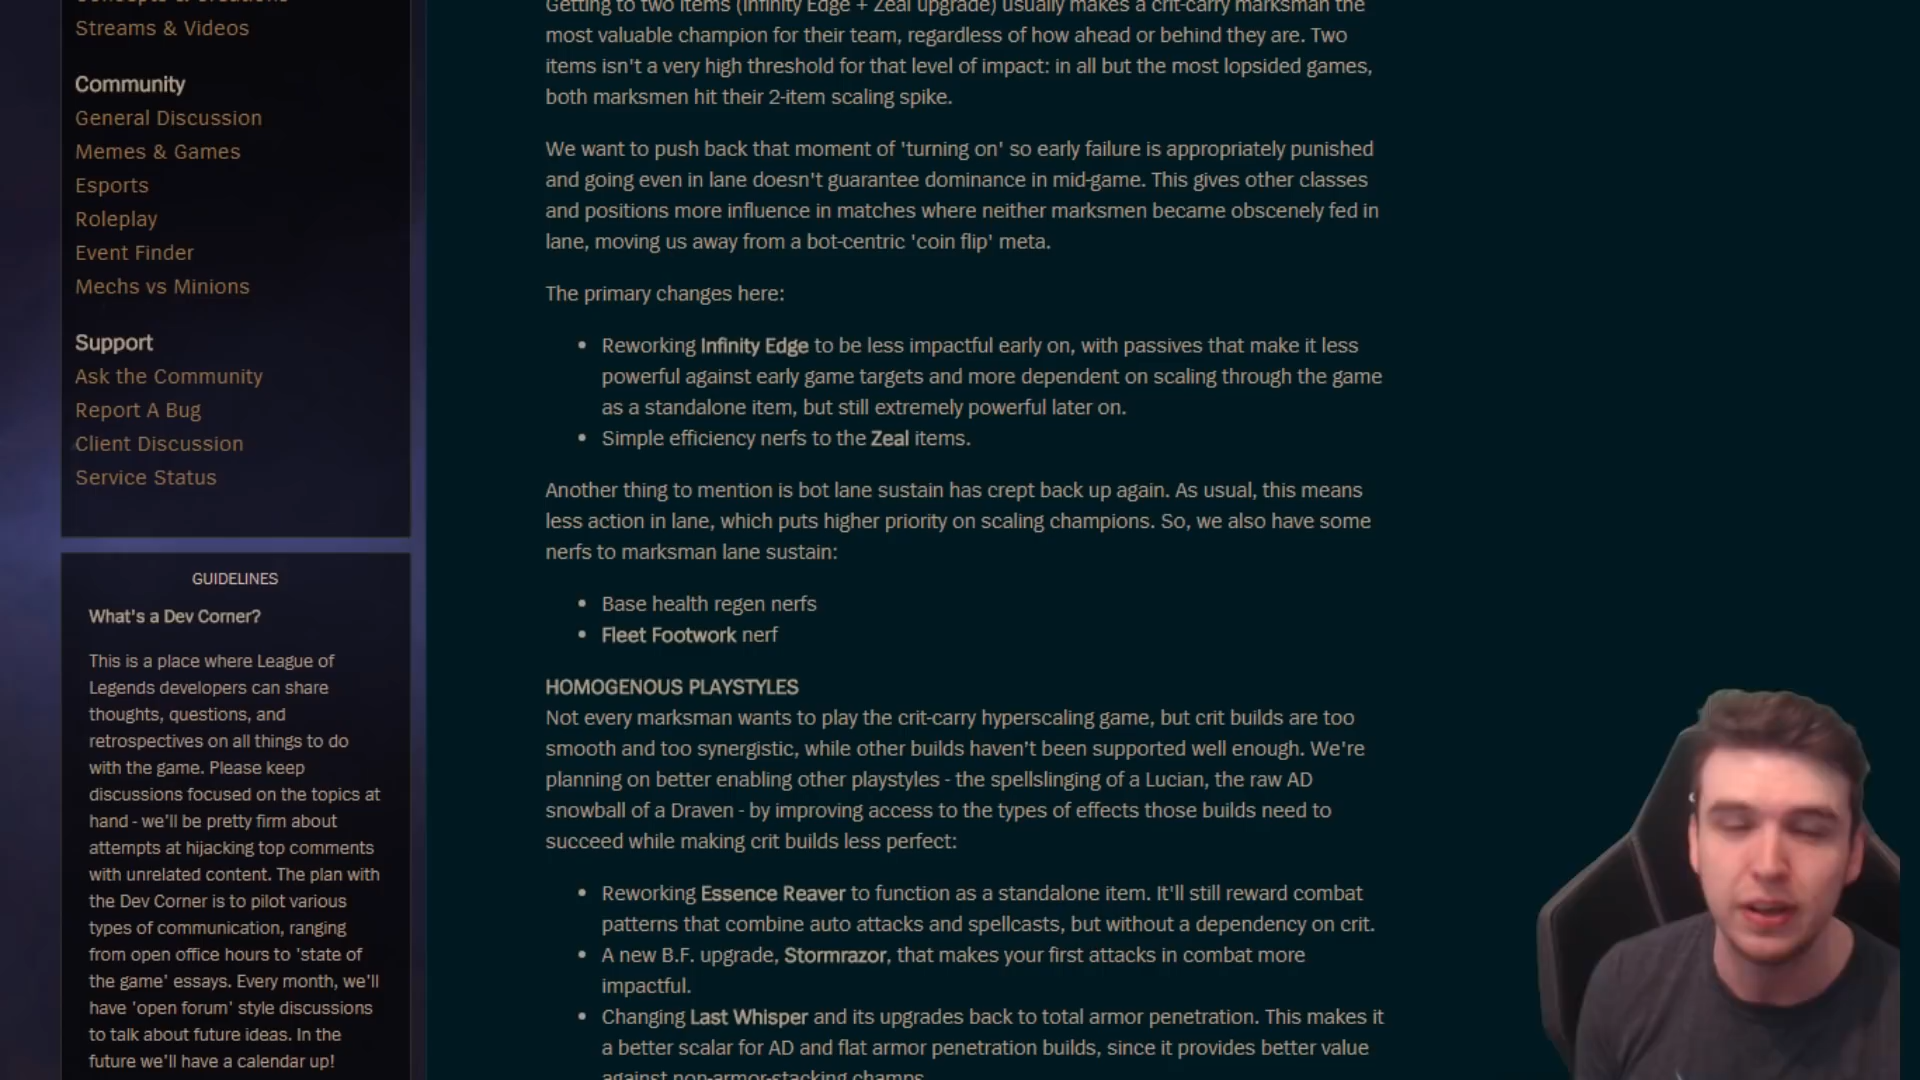 Concepts & Creations
Streams & Videos
Community
General Discussion
Memes & Games
Esports
Roleplay
Event Finder
Mechs vs Minions
Support
Ask the Community
Report A Bug
Client Discussion
Service Status
GUIDELINES
What's a Dev Corner?
This is a place where League of
Legends developers can share
thoughts, questions, and
retrospectives on all things to do
with the game. Please keep
discussions focused on the topics at
hand - we'll be pretty firm about
attempts at hijacking top comments
with unrelated content. The plan with
the Dev Corner is to pilot various
types of communication, ranging
from open office hours to 'state of
the game' essays. Every month, we'll
have 'open forum' style discussions
to talk about future ideas. In the
future we'll have a calendar up!
Getting to two items (Infinity Edge + Zeal upgrade) usually makes a crit-carry marksman the
most valuable champion for their team, regardless of how ahead or behind they are. Two
items isn't a very high threshold for that level of impact: in all but the most lopsided games,
both marksmen hit their 2-item scaling spike.
We want to push back that moment of 'turning on' so early failure is appropriately punished
and going even in lane doesn't guarantee dominance in mid-game. This gives other classes
and positions more influence in matches where neither marksmen became obscenely fed in
lane, moving us away from a bot-centric 'coin flip' meta.
The primary changes here:
• Reworking Infinity Edge to be less impactful early on, with passives that make it less
powerful against early game targets and more dependent on scaling through the game
as a standalone item, but still extremely powerful later on.
• Simple efficiency nerfs to the Zeal items.
Another thing to mention is bot lane sustain has crept back up again. As usual, this means
less action in lane, which puts higher priority on scaling champions. So, we also have some
nerfs to marksman lane sustain:
• Base health regen nerfs
• Fleet Footwork nerf
HOMOGENOUS PLAYSTYLES
Not every marksman wants to play the crit-carry hyperscaling game, but crit builds are too
smooth and too synergistic, while other builds haven't been supported well enough. We're
planning on better enabling other playstyles - the spellslinging of a Lucian, the raw AD
snowball of a Draven - by improving access to the types of effects those builds need to
succeed while making crit builds less perfect:
• Reworking Essence Reaver to function as a standalone item. It'll still reward combat
patterns that combine auto attacks and spellcasts, but without a dependency on crit.
• A new B.F. upgrade, Stormrazor, that makes your first attacks in combat more
impactful.
• Changing Last Whisper and its upgrades back to total armor penetration. This makes it
a better scalar for AD and flat armor penetration builds, since it provides better value
against non-armor-stacking champs.